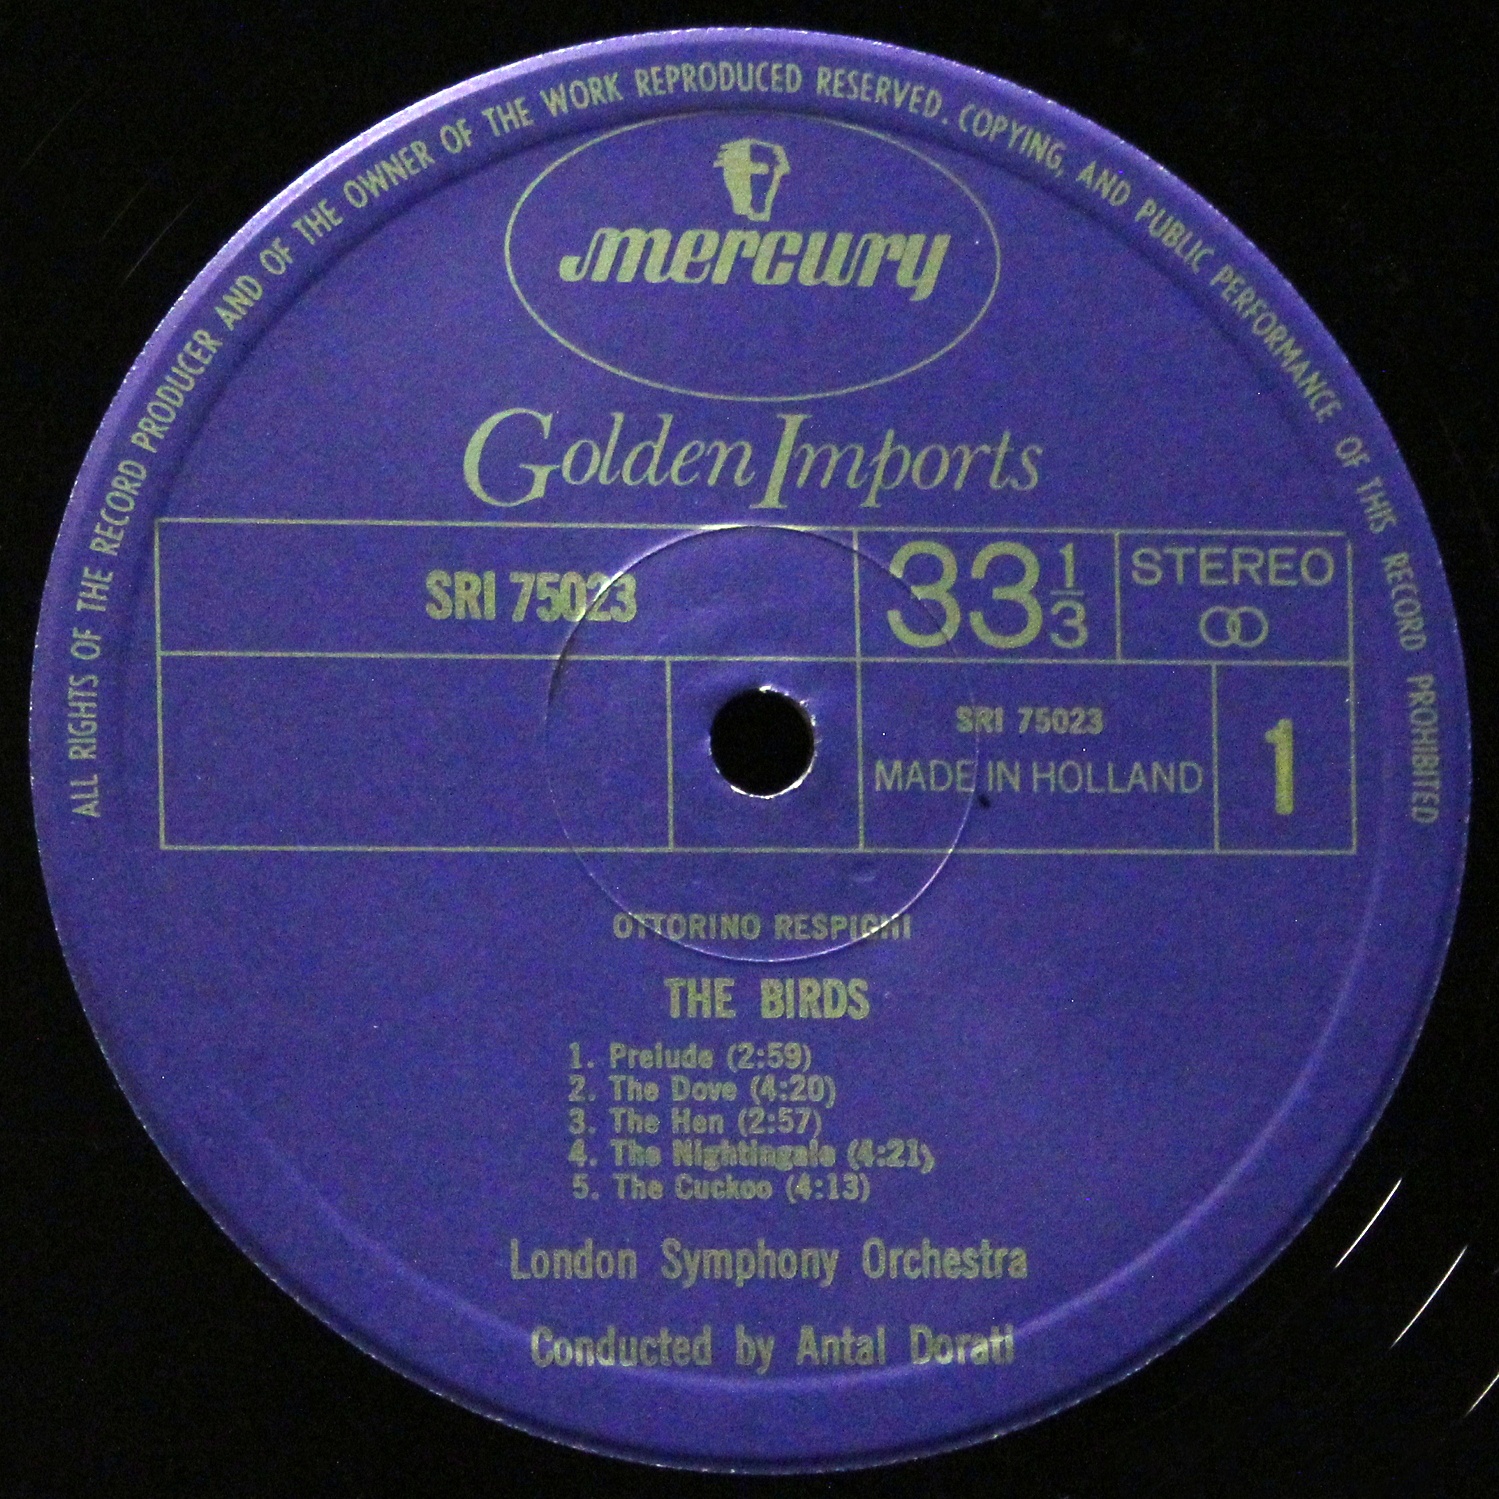 ALL RIGHTS OF THE RECORD PRODUCER AND OF THE OWNER OF THE WORK REPRODUCED RESERVED. COPYING, AND PUBLIC PERFORMANCE OF THIS RECORD PROHIBITED
mercury
Golden Imports
SRI 75023
33 1/3
STEREO
SRI 75023
MADE IN HOLLAND
1
OTTORINO RESPIGHI
THE BIRDS
1. Prelude (2:59)
2. The Dove (4:20)
3. The Hen (2:57)
4. The Nightingale (4:21)
5. The Cuckoo (4:13)
London Symphony Orchestra
Conducted by Antal Dorati